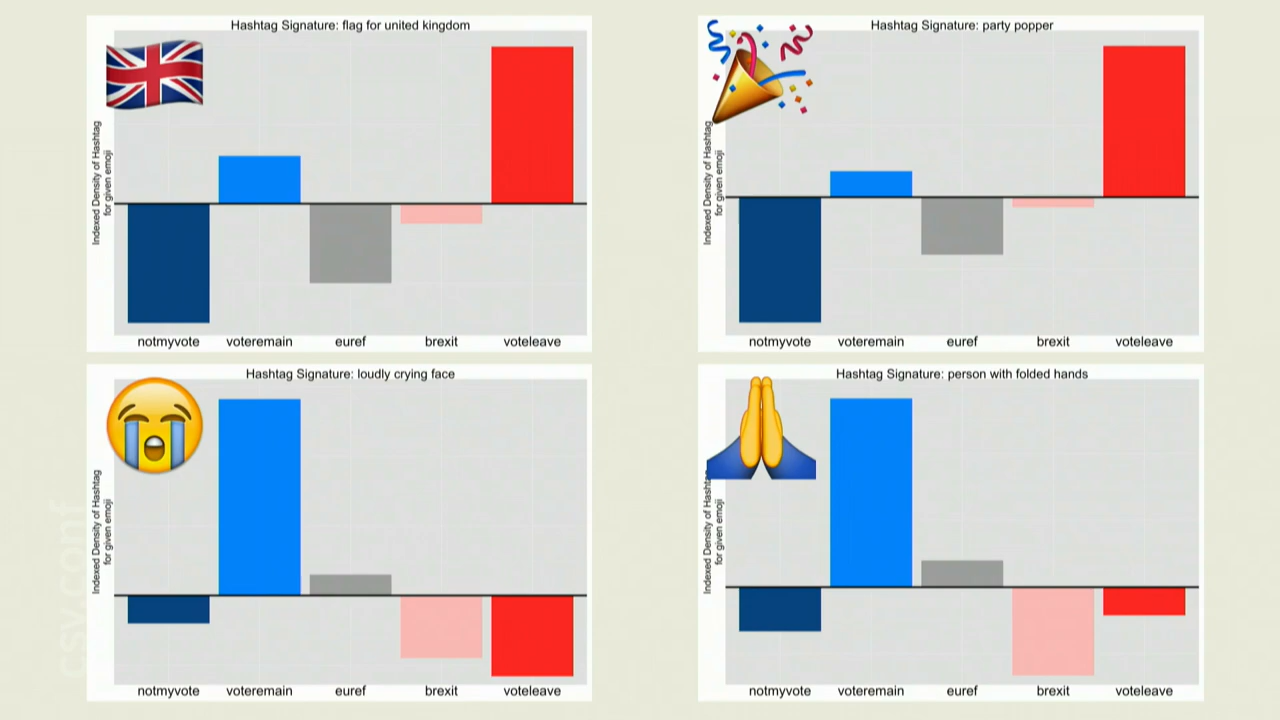 Hashtag Signature: flag for united kingdom
Indexed Density of Hashtag
for given emoji
notmyvote voteremain euref brexit voteleave
Hashtag Signature: party popper
Indexed Density of Hashtag
for given emoji
notmyvote voteremain euref brexit voteleave
Hashtag Signature: loudly crying face
Indexed Density of Hashtag
for given emoji
notmyvote voteremain euref brexit voteleave
Hashtag Signature: person with folded hands
Indexed Density of Hashtag
for given emoji
notmyvote voteremain euref brexit voteleave
csv,conf